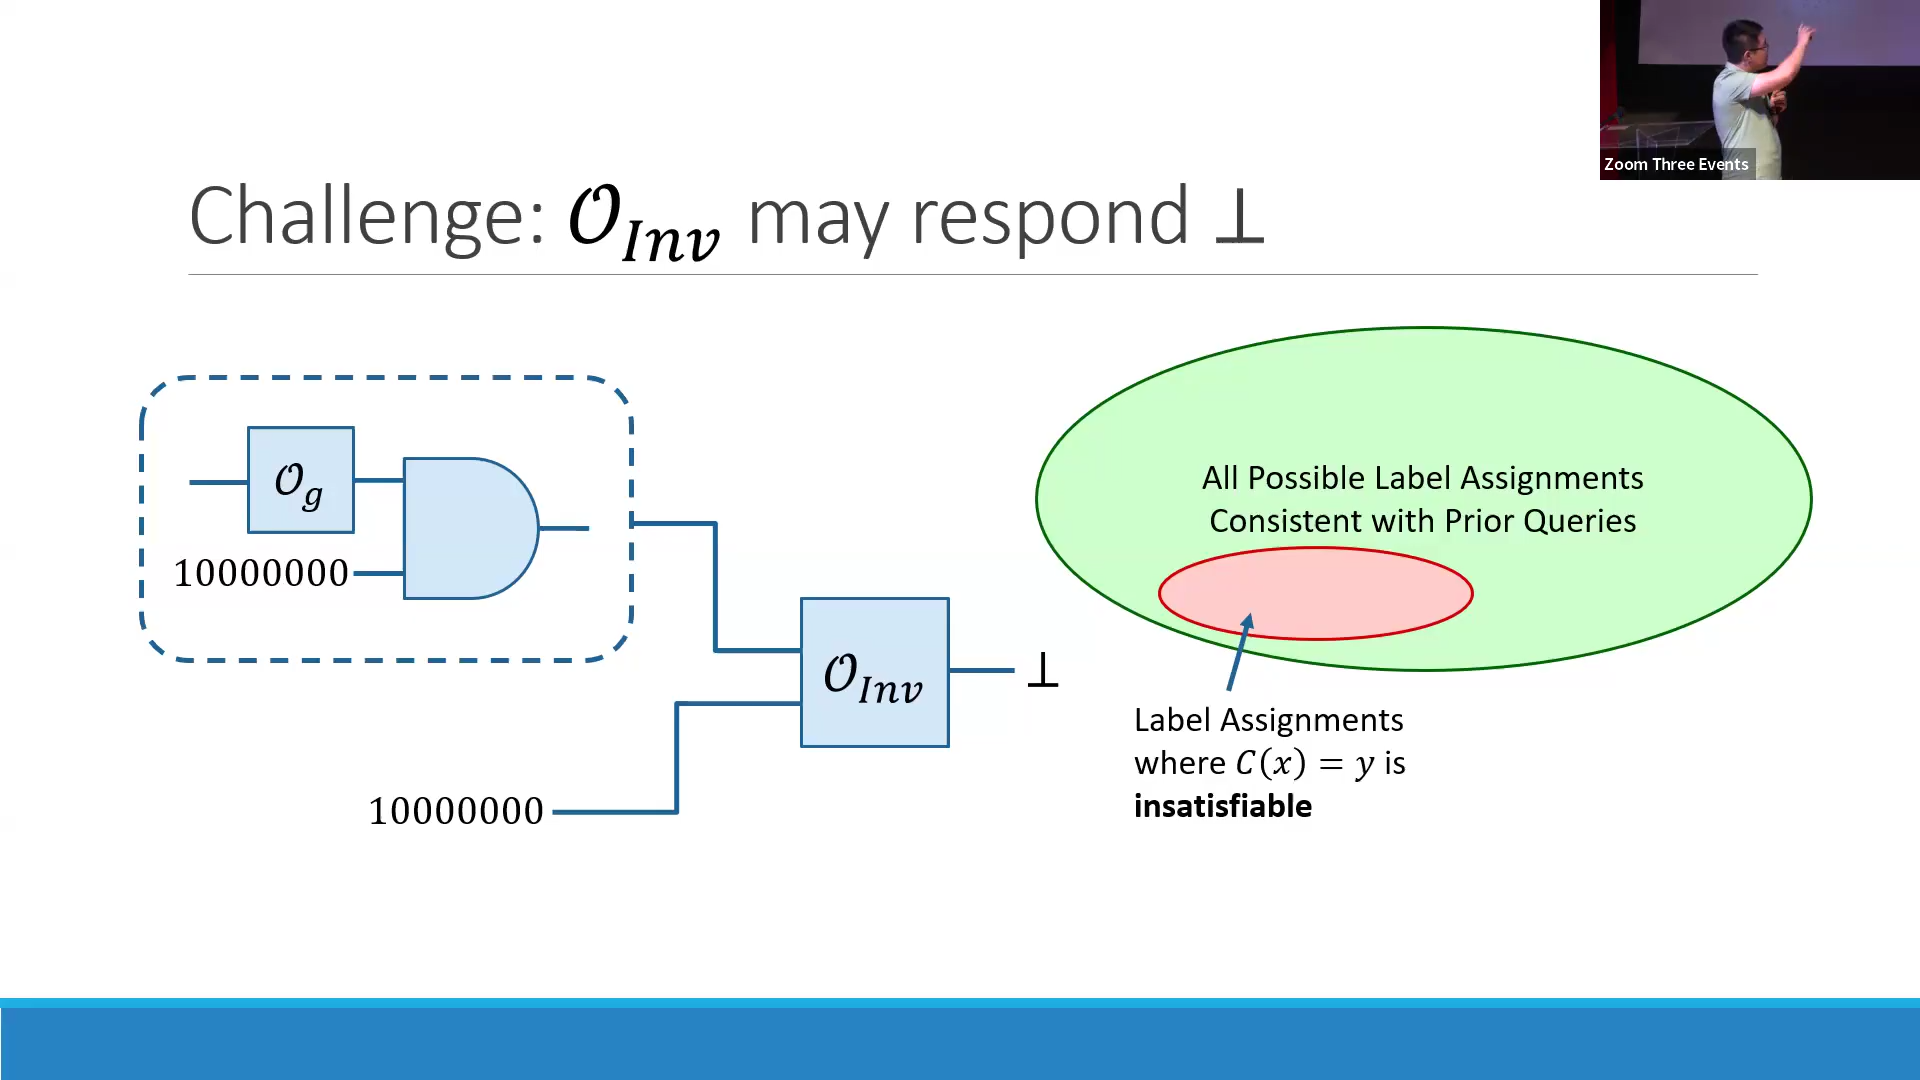 Zoom Three Events
Challenge: 𝒪_Inv may respond ⊥
𝒪_g
10000000
𝒪_Inv
⊥
10000000
All Possible Label Assignments
Consistent with Prior Queries
Label Assignments
where C(x) = y is
insatisfiable